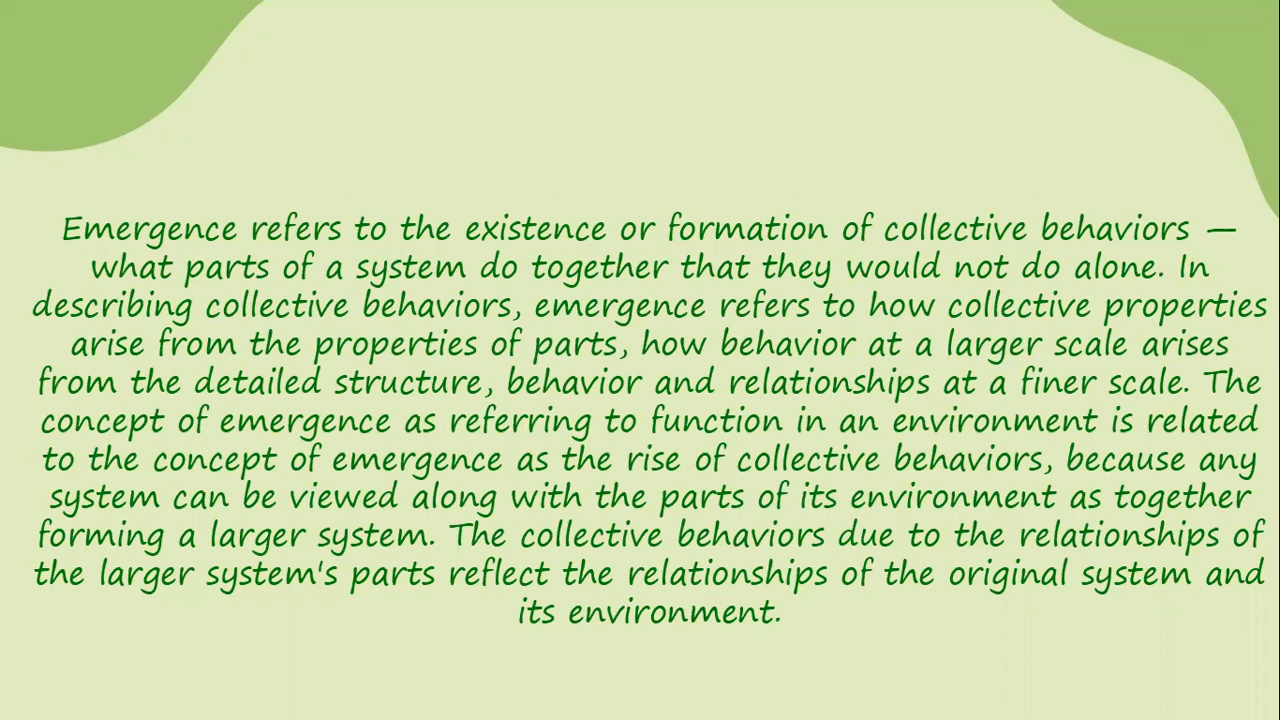 Emergence refers to the existence or formation of collective behaviors —
what parts of a system do together that they would not do alone. In
describing collective behaviors, emergence refers to how collective properties
arise from the properties of parts, how behavior at a larger scale arises
from the detailed structure, behavior and relationships at a finer scale. The
concept of emergence as referring to function in an environment is related
to the concept of emergence as the rise of collective behaviors, because any
system can be viewed along with the parts of its environment as together
forming a larger system. The collective behaviors due to the relationships of
the larger system's parts reflect the relationships of the original system and
its environment.